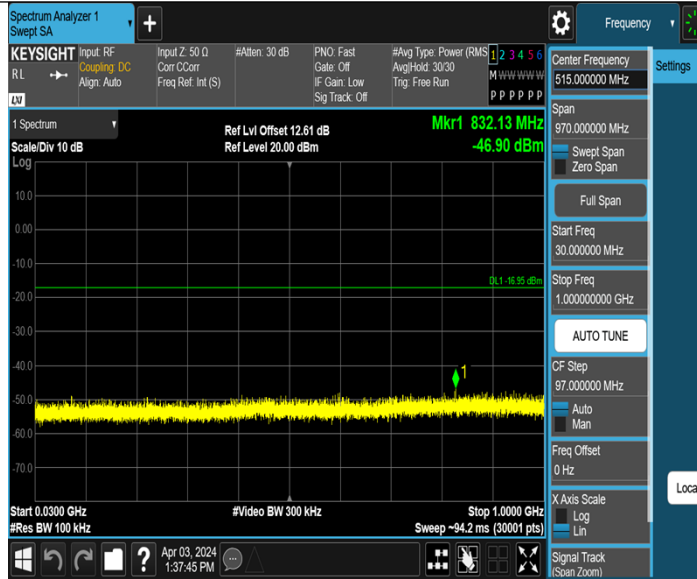 Spectrum Analyzer 1
Swept SA
Frequency
KEYSIGHT
RL
LXI
Input: RF
Coupling: DC
Align: Auto
Input Z: 50 Ω
Corr CCorr
Freq Ref: Int (S)
#Atten: 30 dB
PNO: Fast
Gate: Off
IF Gain: Low
Sig Track: Off
#Avg Type: Power (RMS
Avg|Hold: 30/30
Trig: Free Run
1 2 3 4 5 6
M W W W W W
P P P P P P
Center Frequency
515.000000 MHz
Settings
Span
970.000000 MHz
Swept Span
Zero Span
Full Span
Start Freq
30.000000 MHz
Stop Freq
1.000000000 GHz
AUTO TUNE
CF Step
97.000000 MHz
Auto
Man
Freq Offset
0 Hz
X Axis Scale
Log
Lin
Signal Track
(Span Zoom)
Loca
1 Spectrum
Scale/Div 10 dB
Log
Ref Lvl Offset 12.61 dB
Ref Level 20.00 dBm
Mkr1 832.13 MHz
-46.90 dBm
10.0
0.00
-10.0
-20.0
-30.0
-40.0
-50.0
-60.0
-70.0
DL1 -16.95 dBm
1
Start 0.0300 GHz
#Res BW 100 kHz
#Video BW 300 kHz
Stop 1.0000 GHz
Sweep ~94.2 ms (30001 pts)
?
Apr 03, 2024
1:37:45 PM